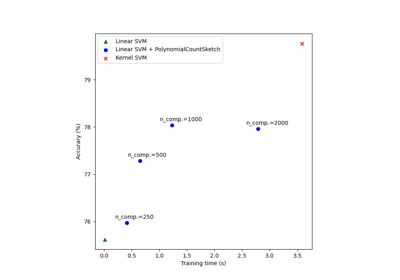 Linear SVM
Linear SVM + PolynomialCountSketch
Kernel SVM
n_comp.=1000
n_comp.=2000
n_comp.=500
n_comp.=250
79
78
77
76
Accurary (%)
0.0 0.5 1.0 1.5 2.0 2.5 3.0 3.5
Training time (s)